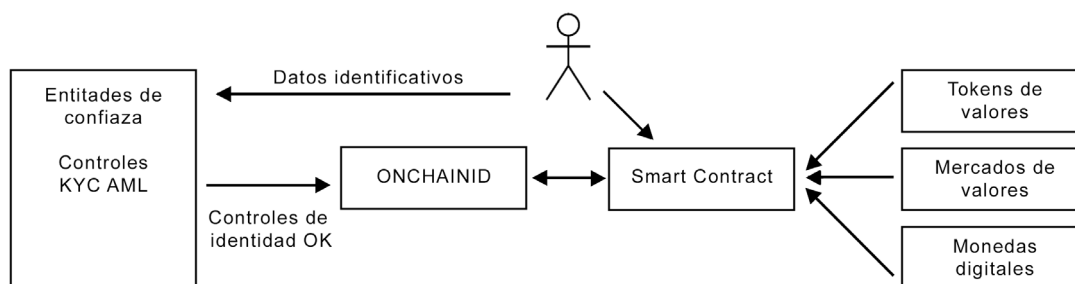 Datos identificativos
Entidades de
confiaza
Controles
KYC AML
Controles de
identidad OK
ONCHAINID
Smart Contract
Tokens de
valores
Mercados de
valores
Monedas
digitales